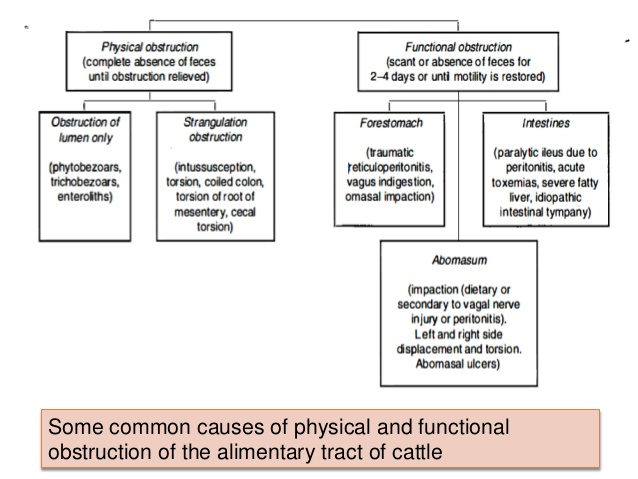 Physical obstruction
(complete absence of feces
until obstruction relieved)
Functional obstruction
(scant or absence of feces for
2–4 days or until motility is restored)
Obstruction of
lumen only
(phytobezoars,
trichobezoars,
enteroliths)
Strangulation
obstruction
(intussusception,
torsion, coiled colon,
torsion of root of
mesentery, cecal
torsion)
Forestomach
(traumatic
reticuloperitonitis,
vagus indigestion,
omasal impaction)
Intestines
(paralytic ileus due to
peritonitis, acute
toxemias, severe fatty
liver, idiopathic
intestinal tympany)
Abomasum
(impaction (dietary or
secondary to vagal nerve
injury or peritonitis).
Left and right side
displacement and torsion.
Abomasal ulcers)
Some common causes of physical and functional
obstruction of the alimentary tract of cattle